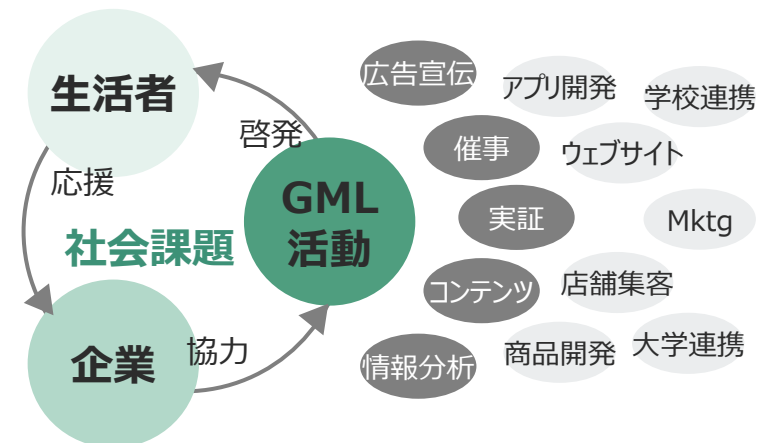 生活者
啓発
応援
GML
活動
社会課題
企業
協力
広告宣伝
アプリ開発
学校連携
催事
ウェブサイト
実証
Mktg
コンテンツ
店舗集客
情報分析
商品開発
大学連携